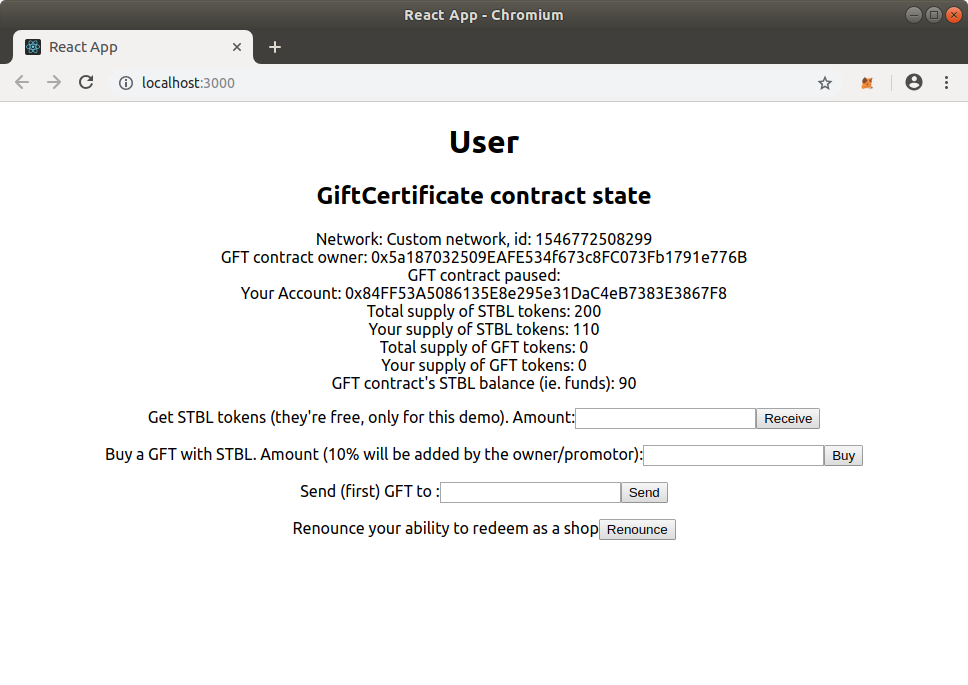 React App - Chromium
React App
localhost:3000
User
GiftCertificate contract state
Network: Custom network, id: 1546772508299
GFT contract owner: 0x5a187032509EAFE534f673c8FC073Fb1791e776B
GFT contract paused:
Your Account: 0x84FF53A5086135E8e295e31DaC4eB7383E3867F8
Total supply of STBL tokens: 200
Your supply of STBL tokens: 110
Total supply of GFT tokens: 0
Your supply of GFT tokens: 0
GFT contract's STBL balance (ie. funds): 90
Get STBL tokens (they're free, only for this demo). Amount: Receive
Buy a GFT with STBL. Amount (10% will be added by the owner/promotor): Buy
Send (first) GFT to : Send
Renounce your ability to redeem as a shop Renounce